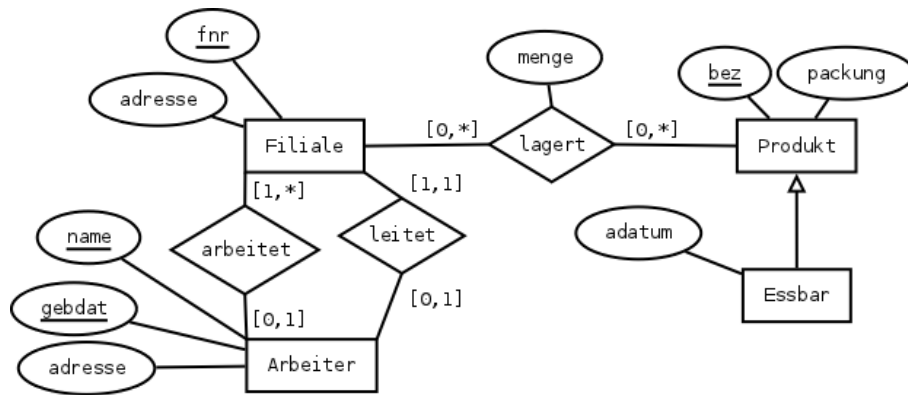 fnr
menge
bez
packung
adresse
[0,*]
[0,*]
Filiale
lagert
Produkt
[1,*]
[1,1]
name
arbeitet
leitet
adatum
gebdat
[0,1]
[0,1]
Essbar
adresse
Arbeiter